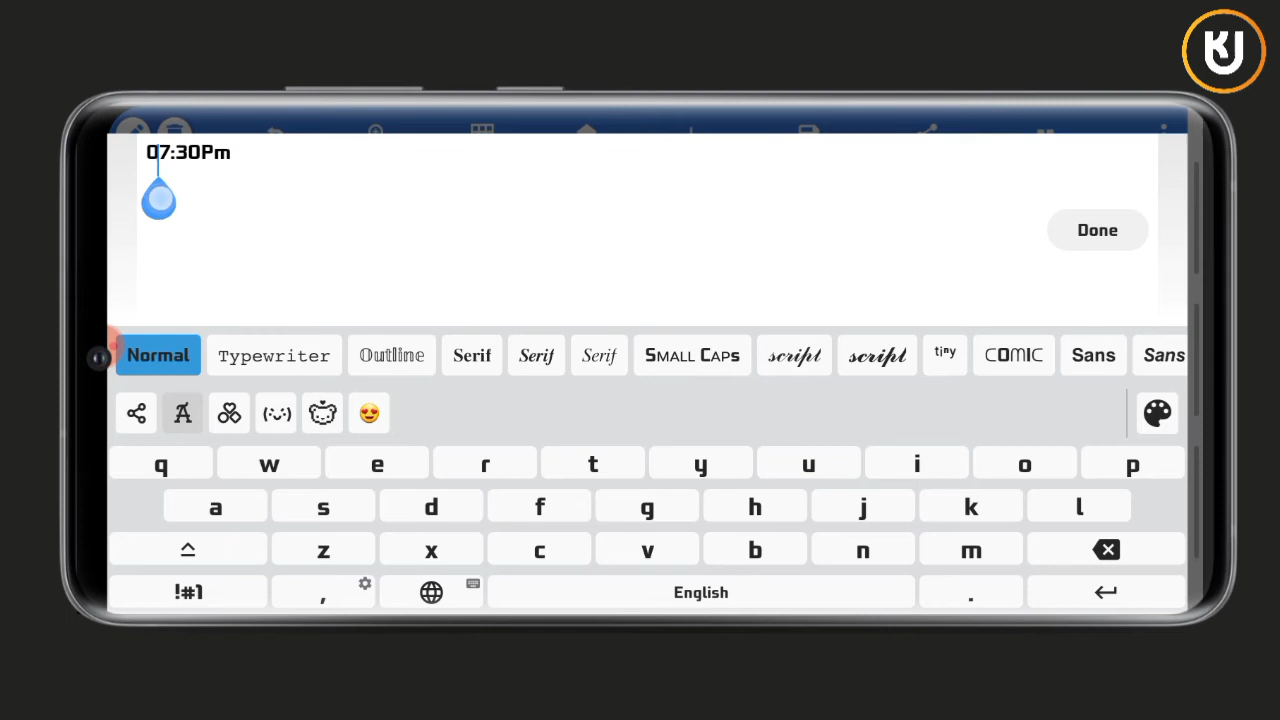 KU
07:30Pm
Done
Normal Typewriter Outline Serif Serif Serif SMALL CAPS script script tiny COMIC Sans Sans
q w e r t y u i o p
a s d f g h j k l
z x c v b n m
!#1 , English .